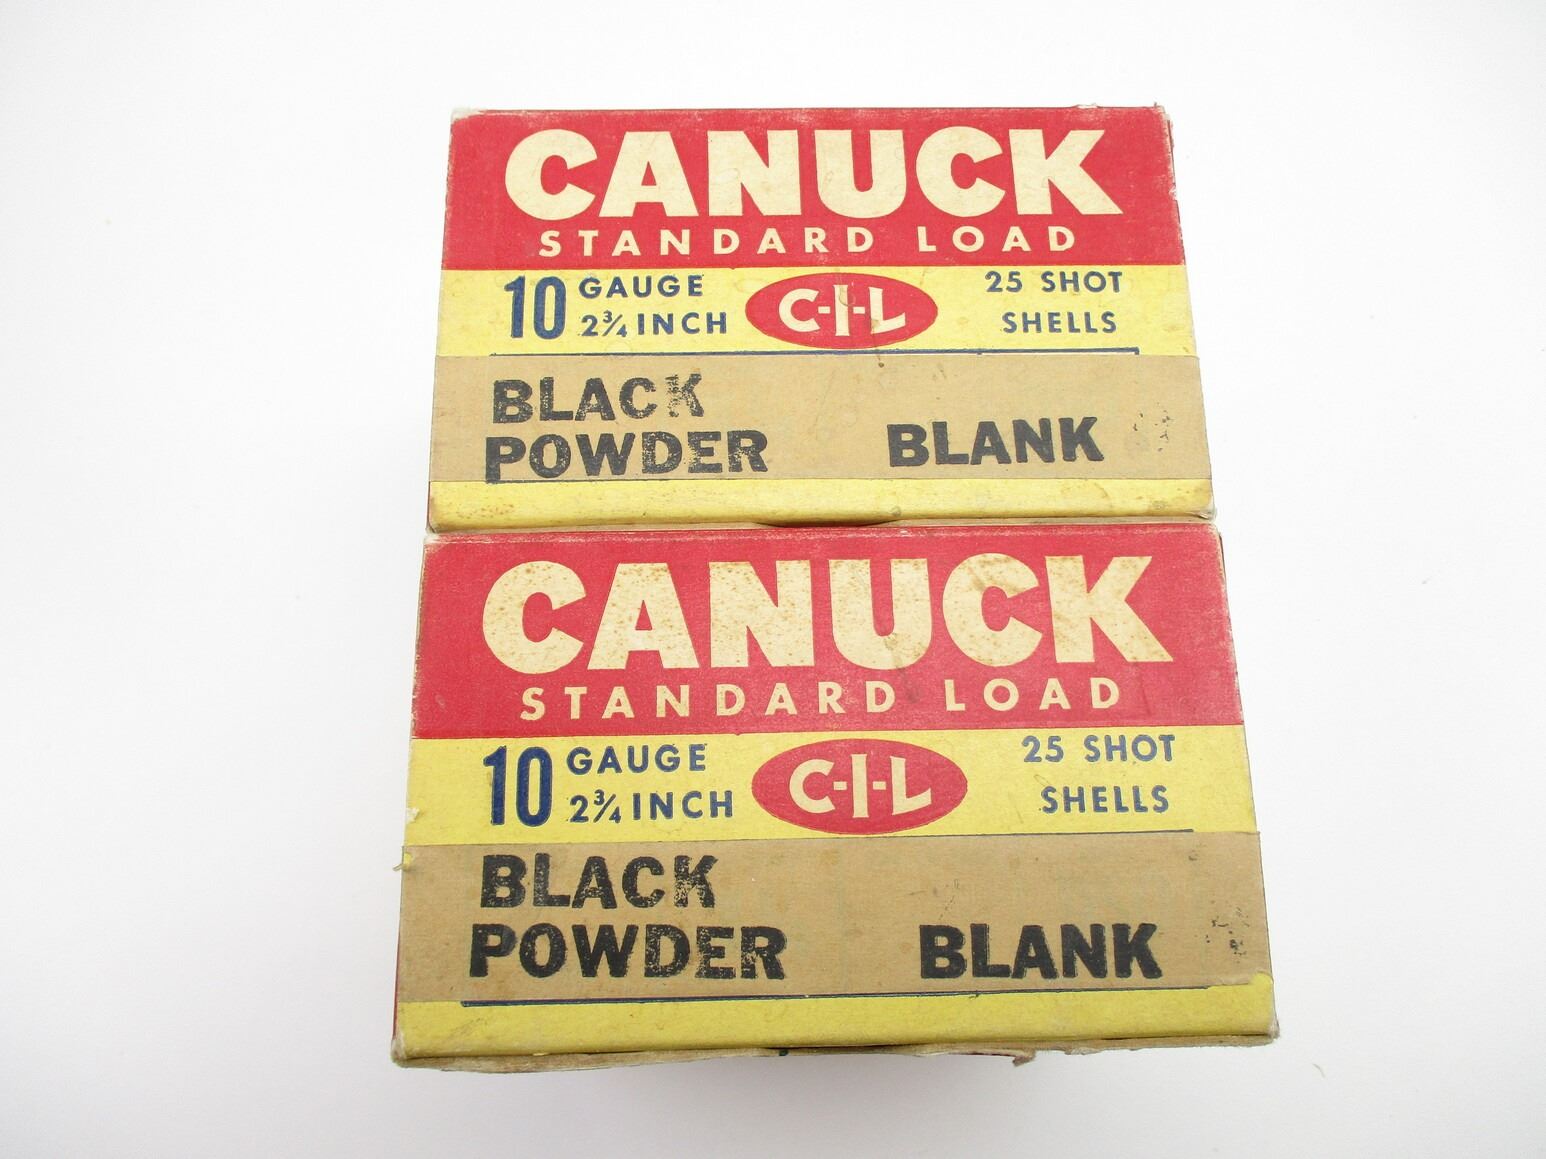 CANUCK
STANDARD LOAD
10 GAUGE
2¾ INCH
C-I-L
25 SHOT
SHELLS
BLACK
POWDER
BLANK
CANUCK
STANDARD LOAD
10 GAUGE
2¾ INCH
C-I-L
25 SHOT
SHELLS
BLACK
POWDER
BLANK